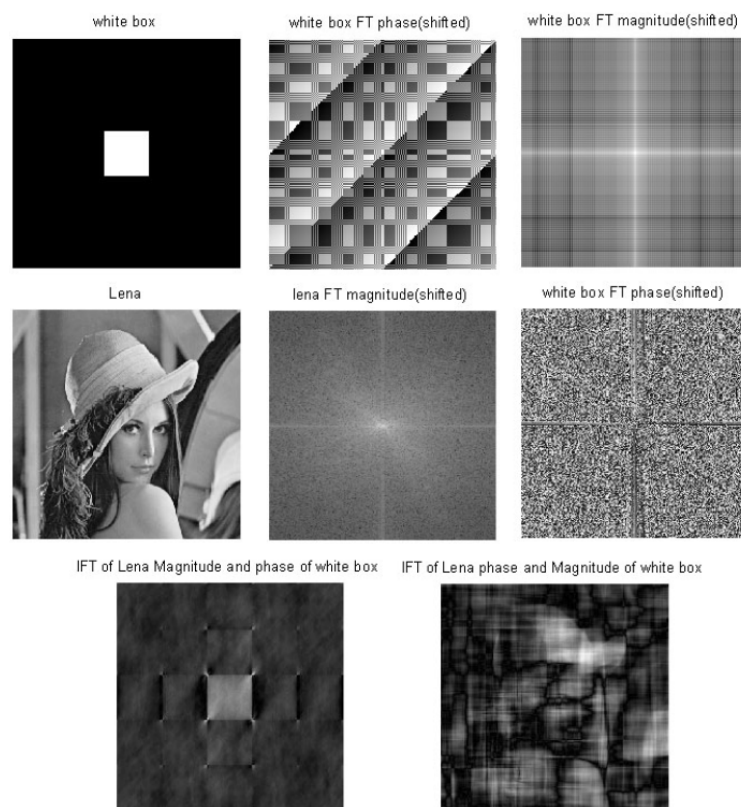 white box
white box FT phase(shifted)
white box FT magnitude(shifted)
Lena
lena FT magnitude(shifted)
white box FT phase(shifted)
IFT of Lena Magnitude and phase of white box
IFT of Lena phase and Magnitude of white box